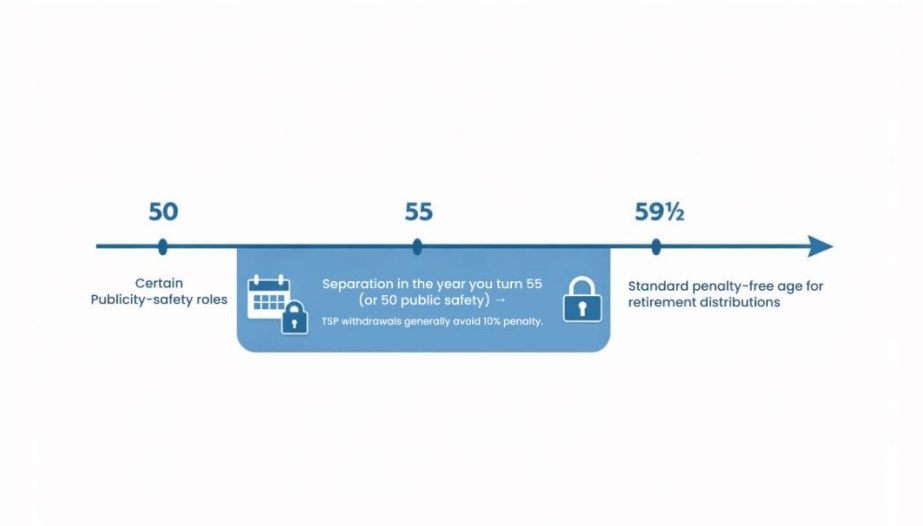 50
55
59½
Certain
Publicity-safety roles
Separation in the year you turn 55
(or 50 public safety) →
TSP withdrawals generally avoid 10% penalty.
Standard penalty-free age for
retirement distributions